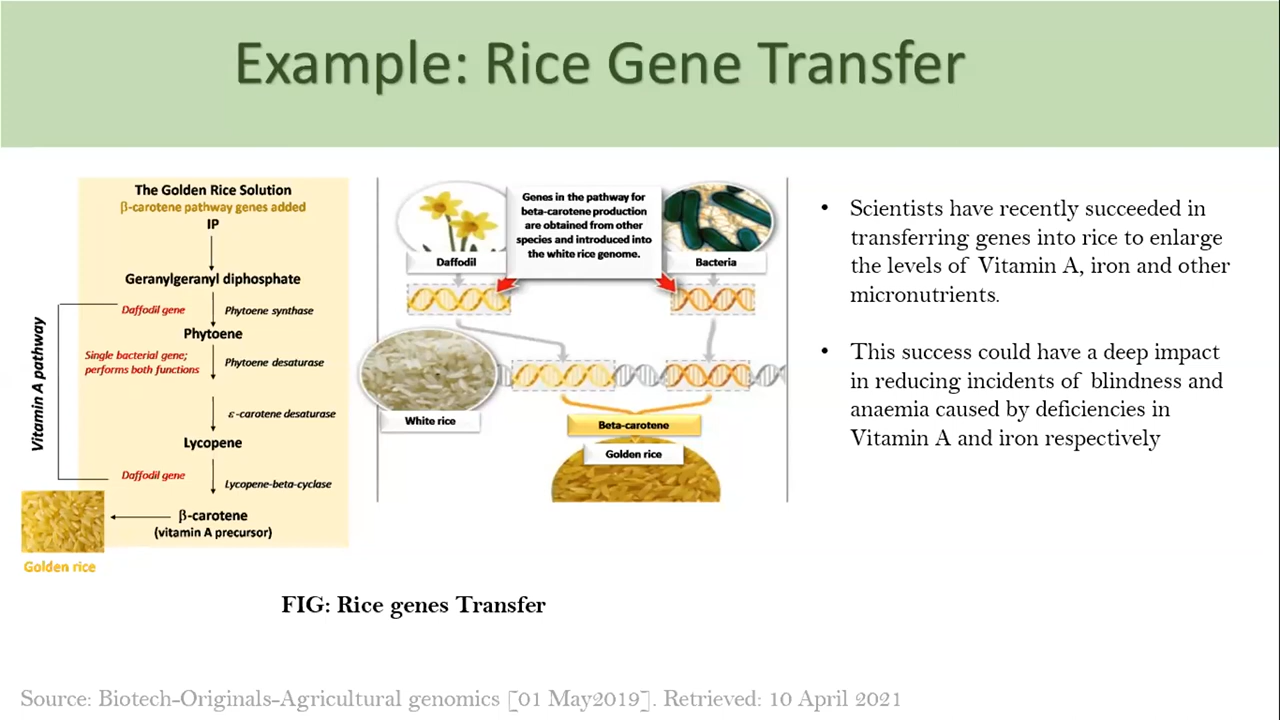 Example: Rice Gene Transfer
The Golden Rice Solution
β-carotene pathway genes added
IP
Geranylgeranyl diphosphate
Daffodil gene
Phytoene synthase
Phytoene
Single bacterial gene;
performs both functions
Phytoene desaturase
ε-carotene desaturase
Lycopene
Daffodil gene
Lycopene-beta-cyclase
β-carotene
(vitamin A precursor)
Vitamin A pathway
Golden rice
Genes in the pathway for
beta-carotene production
are obtained from other
species and introduced into
the white rice genome.
Daffodil
Bacteria
White rice
Beta-carotene
Golden rice
• Scientists have recently succeeded in
transferring genes into rice to enlarge
the levels of Vitamin A, iron and other
micronutrients.
• This success could have a deep impact
in reducing incidents of blindness and
anaemia caused by deficiencies in
Vitamin A and iron respectively
FIG: Rice genes Transfer
Source: Biotech-Originals-Agricultural genomics [01 May2019]. Retrieved: 10 April 2021